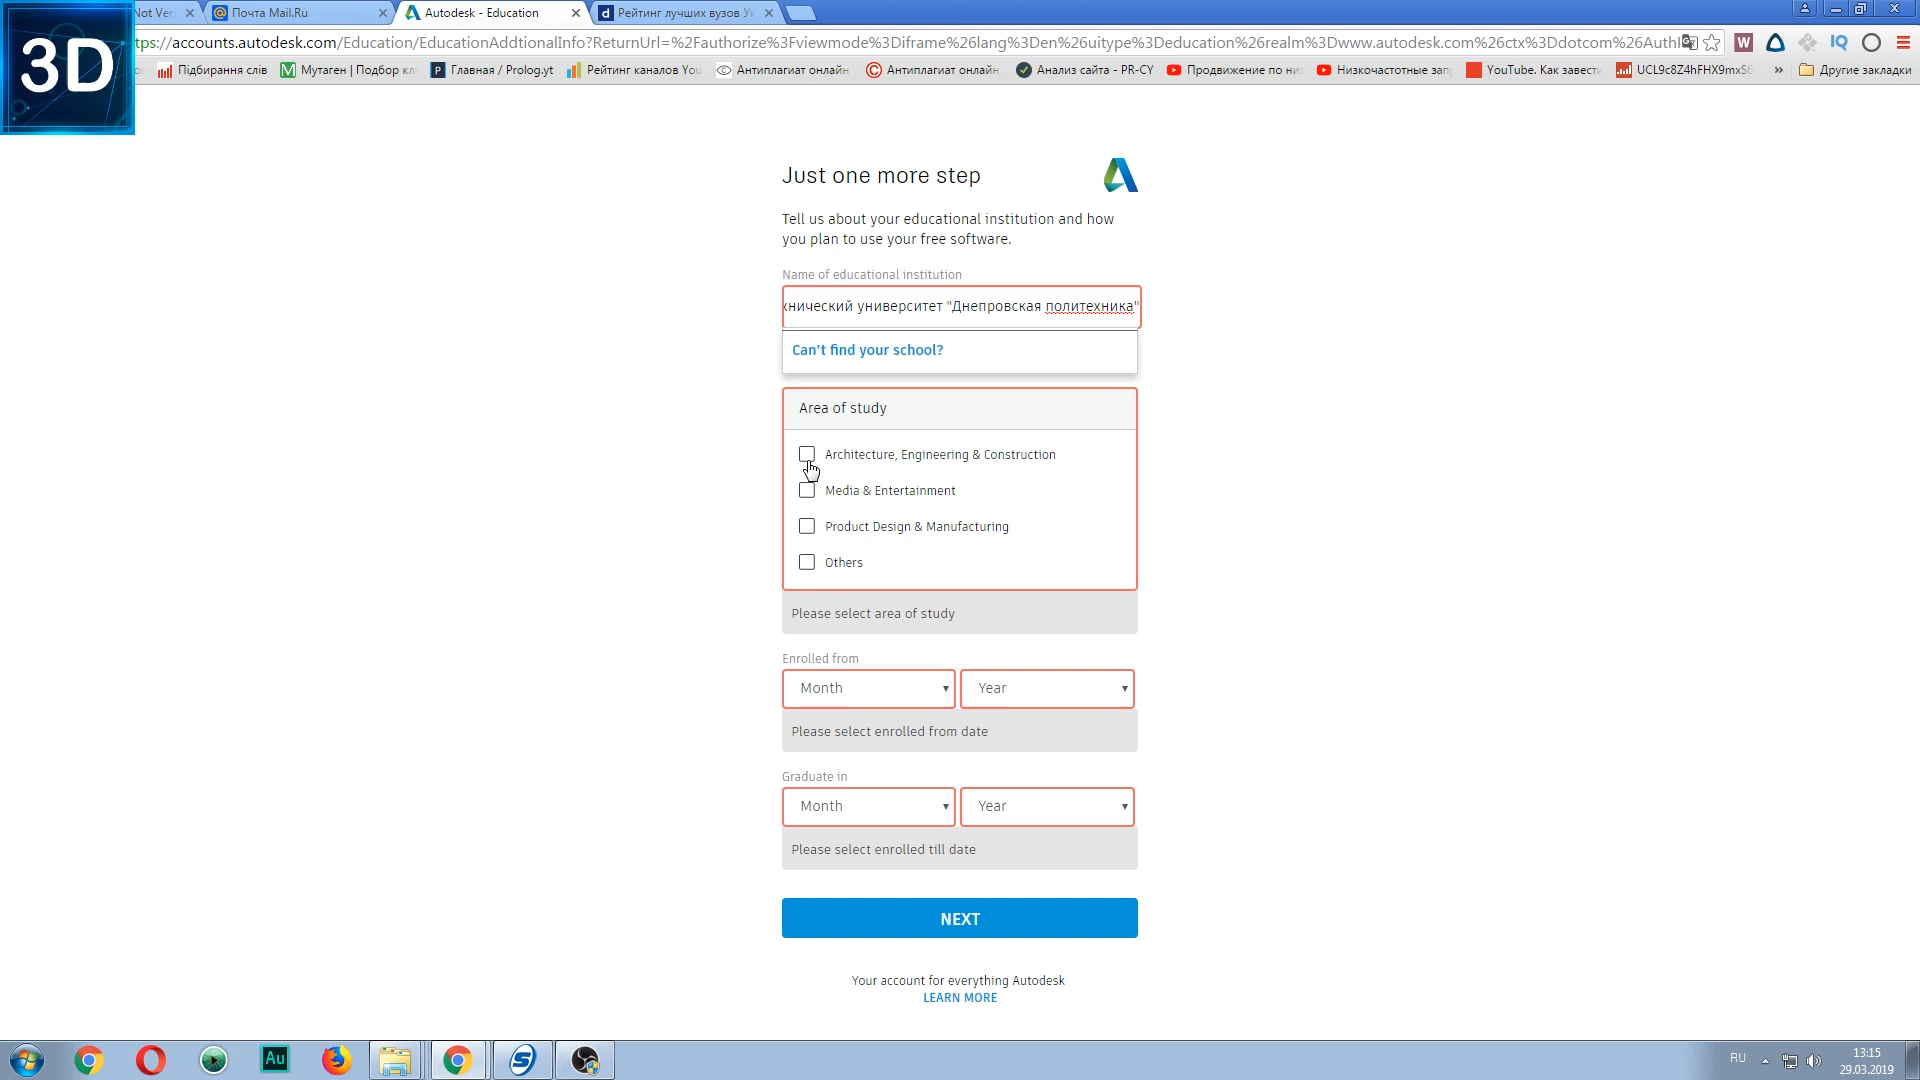 3D
Not Ver
Почта Mail.Ru
Autodesk - Education
Рейтинг лучших вузов Ук
tps://accounts.autodesk.com/Education/EducationAddtionalInfo?ReturnUrl=%2Fauthorize%3Fviewmode%3Diframe%26lang%3Den%26uitype%3Deducation%26realm%3Dwww.autodesk.com%26ctx%3Ddotcom%26AuthI
W
IQ
Підбирання слів
Мутаген | Подбор кл
Главная / Prolog.yt
Рейтинг каналов You
Антиплагиат онлайн
Антиплагиат онлайн,
Анализ сайта - PR-CY
Продвижение по ни
Низкочастотные зап
YouTube. Как завест
UCL9c8Z4hFHX9mxS6
» Другие закладки
Just one more step
Tell us about your educational institution and how
you plan to use your free software.
Name of educational institution
хнический университет "Днепровская политехника"
Can't find your school?
Area of study
Architecture, Engineering & Construction
Media & Entertainment
Product Design & Manufacturing
Others
Please select area of study
Enrolled from
Month Year
Please select enrolled from date
Graduate in
Month Year
Please select enrolled till date
NEXT
Your account for everything Autodesk
LEARN MORE
Au
RU
13:15
29.03.2019